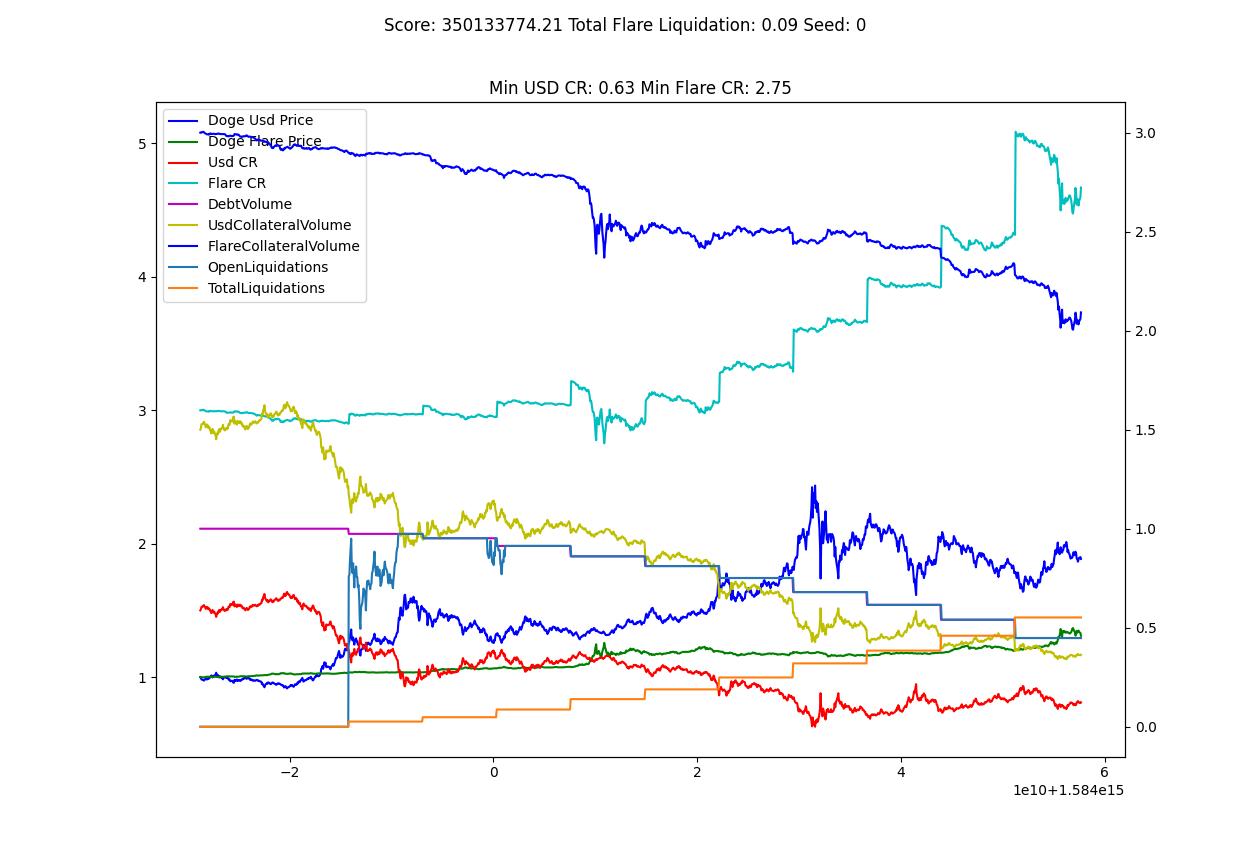 Score: 350133774.21 Total Flare Liquidation: 0.09 Seed: 0
Min USD CR: 0.63 Min Flare CR: 2.75
Doge Usd Price
Doge Flare Price
Usd CR
Flare CR
DebtVolume
UsdCollateralVolume
FlareCollateralVolume
OpenLiquidations
TotalLiquidations
5
4
3
2
1
3.0
2.5
2.0
1.5
1.0
0.5
0.0
−2
0
2
4
6
1e10+1.584e15